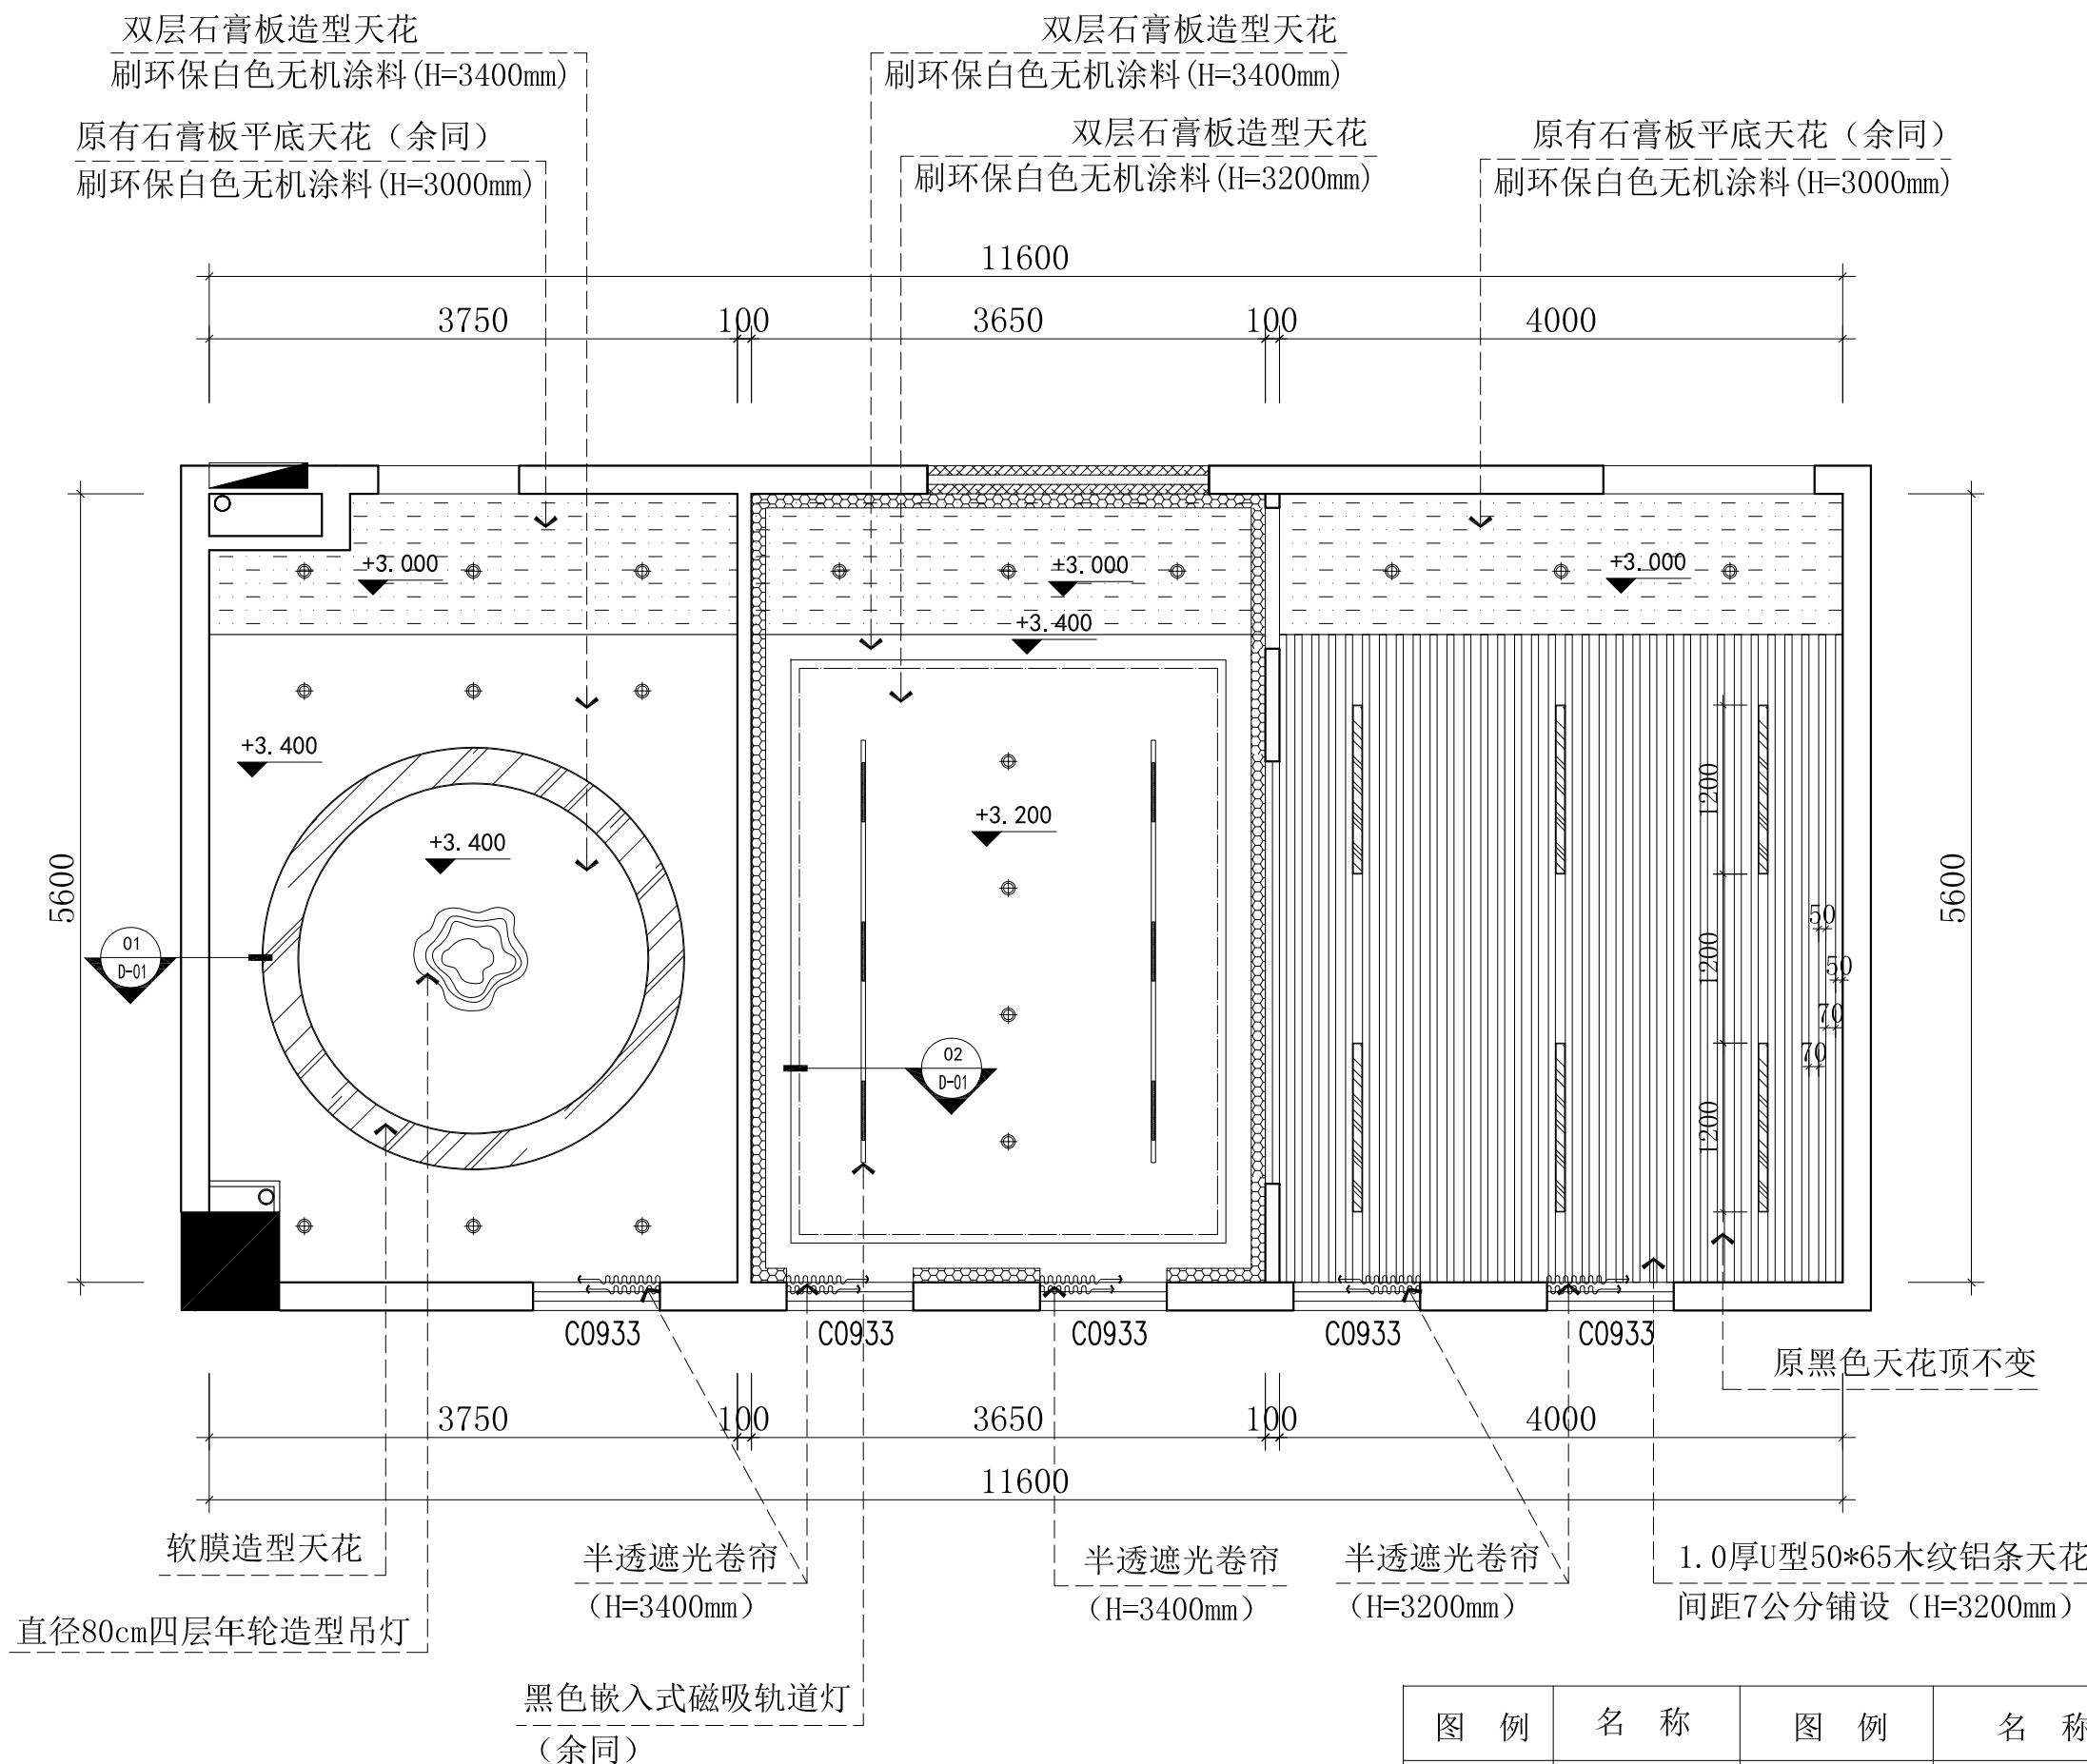 双层石膏板造型天花
刷环保白色无机涂料(H=3400mm)
双层石膏板造型天花
刷环保白色无机涂料(H=3400mm)
原有石膏板平底天花（余同）
刷环保白色无机涂料(H=3000mm)
双层石膏板造型天花
刷环保白色无机涂料(H=3200mm)
原有石膏板平底天花（余同）
刷环保白色无机涂料(H=3000mm)
11600
3750
100
3650
100
4000
+3.000
+3.000
+3.000
+3.400
+3.400
+3.400
+3.200
5600
5600
1200
1200
1200
50
50
70
70
01
D-01
02
D-01
C0933
C0933
C0933
C0933
C0933
原黑色天花顶不变
3750
100
3650
100
4000
11600
软膜造型天花
半透遮光卷帘
（H=3400mm）
半透遮光卷帘
（H=3400mm）
半透遮光卷帘
（H=3200mm）
1.0厚U型50*65木纹铝条天花
间距7公分铺设（H=3200mm）
直径80cm四层年轮造型吊灯
黑色嵌入式磁吸轨道灯
（余同）
图 例
名 称
图 例
名 称